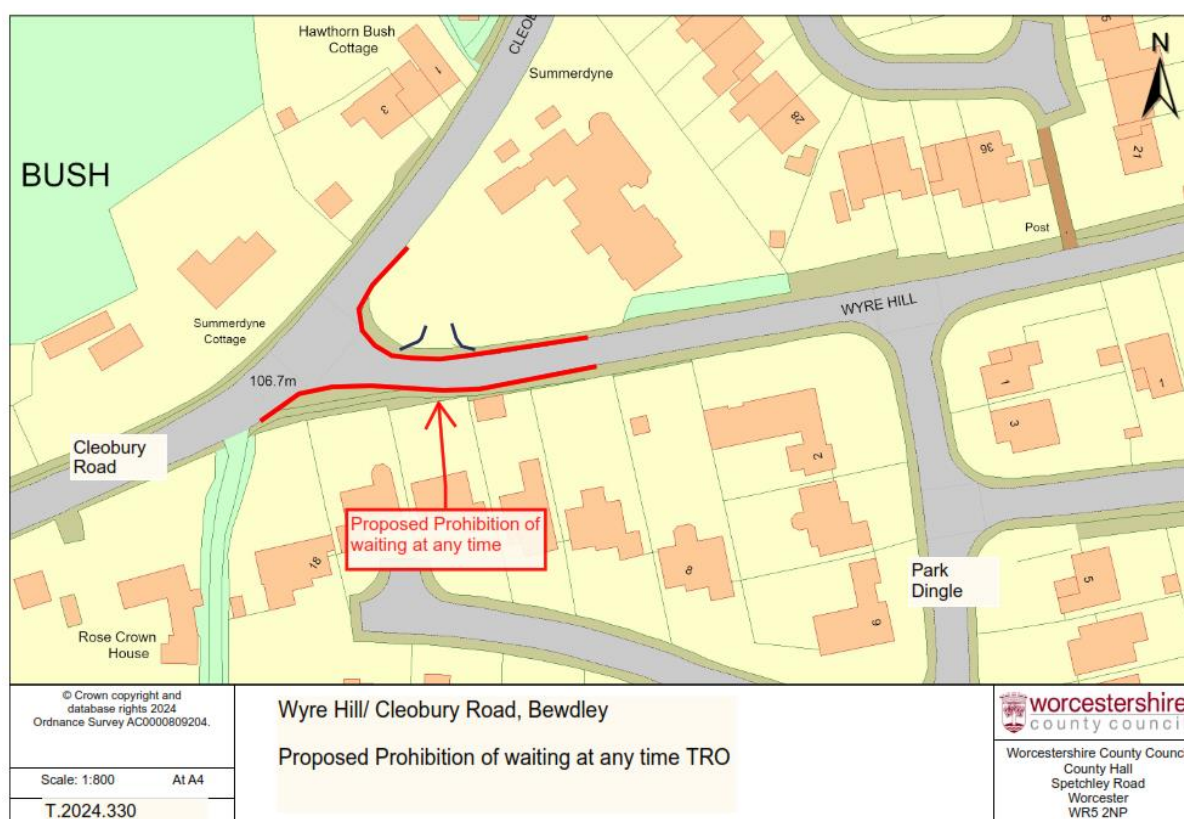 Hawthorn Bush
Cottage
1
3
CLEOB
Summerdyne
28
36
21
N
BUSH
Post
WYRE HILL
Summerdyne
Cottage
106.7m
Cleobury
Road
1
1
3
2
Proposed Prohibition of
waiting at any time
18
8
6
Park
Dingle
5
Rose Crown
House
© Crown copyright and
database rights 2024
Ordnance Survey AC0000809204.
Scale: 1:800 At A4
T.2024.330
Wyre Hill/ Cleobury Road, Bewdley
Proposed Prohibition of waiting at any time TRO
worcestershire
county council
Worcestershire County Counc
County Hall
Spetchley Road
Worcester
WR5 2NP